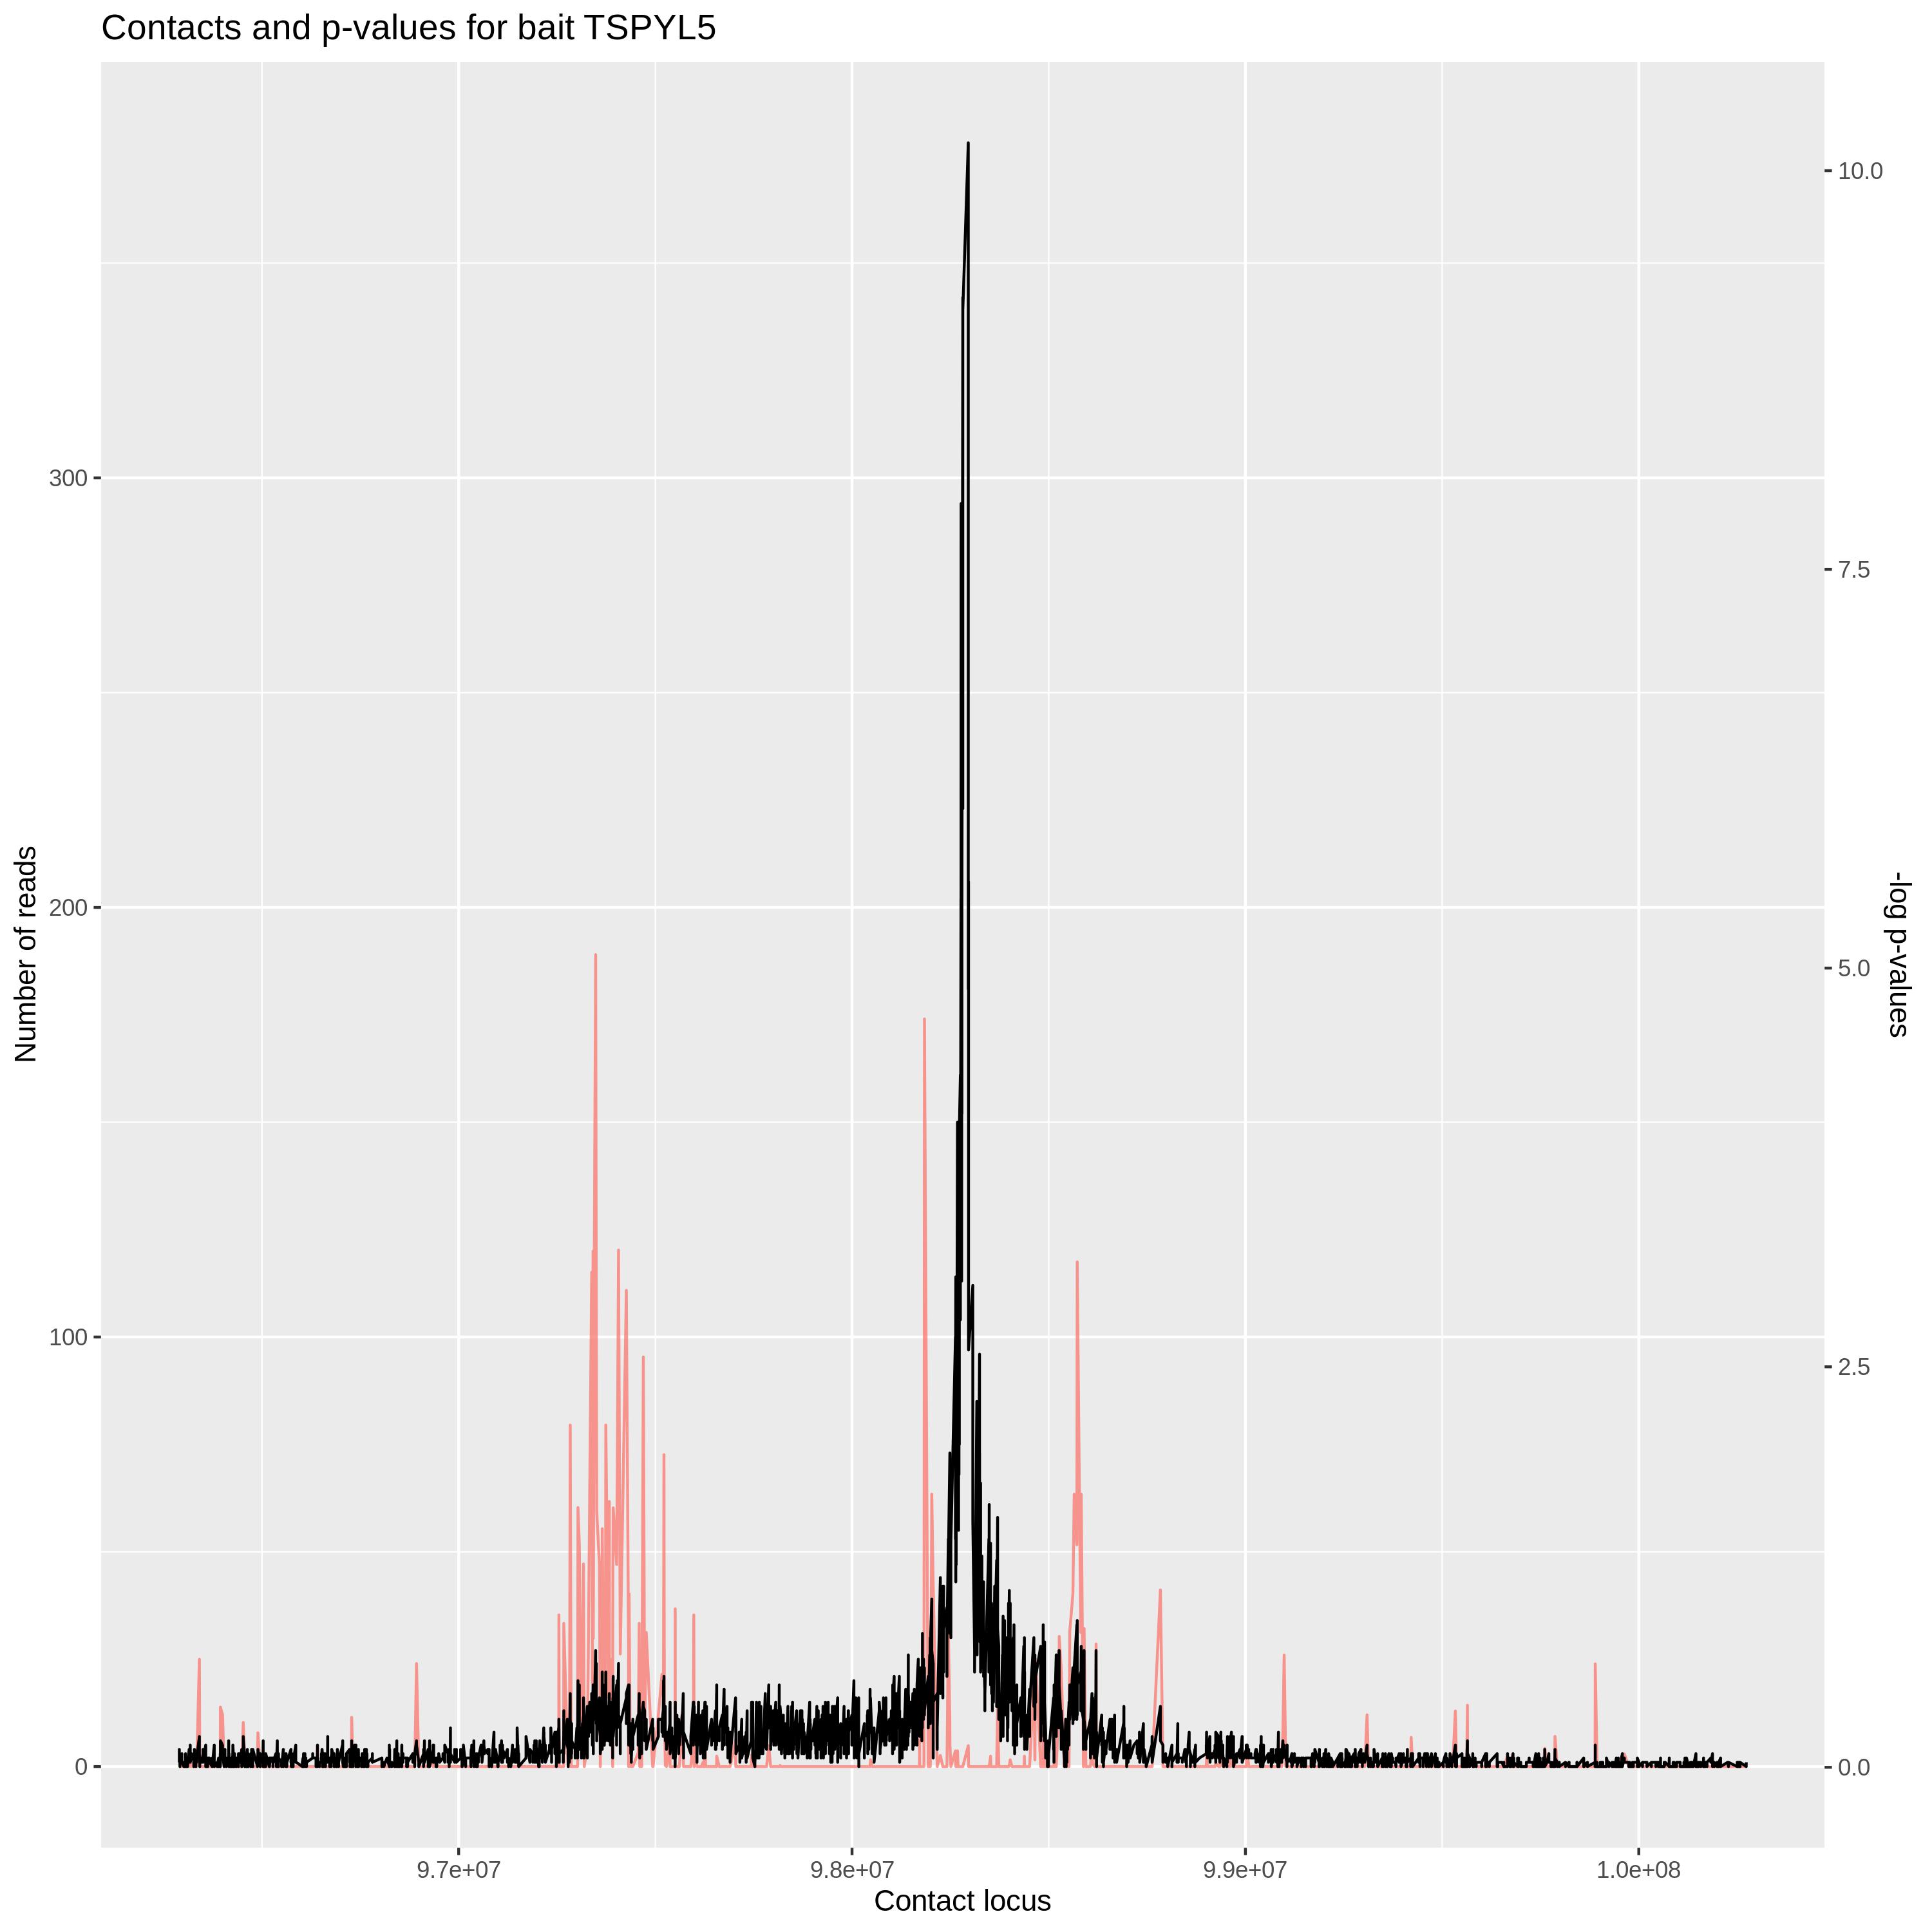 Contacts and p-values for bait TSPYL5
10.0
300
7.5
Number of reads
200
5.0
-log p-values
100
2.5
0
0.0
9.7e+07
9.8e+07
9.9e+07
1.0e+08
Contact locus